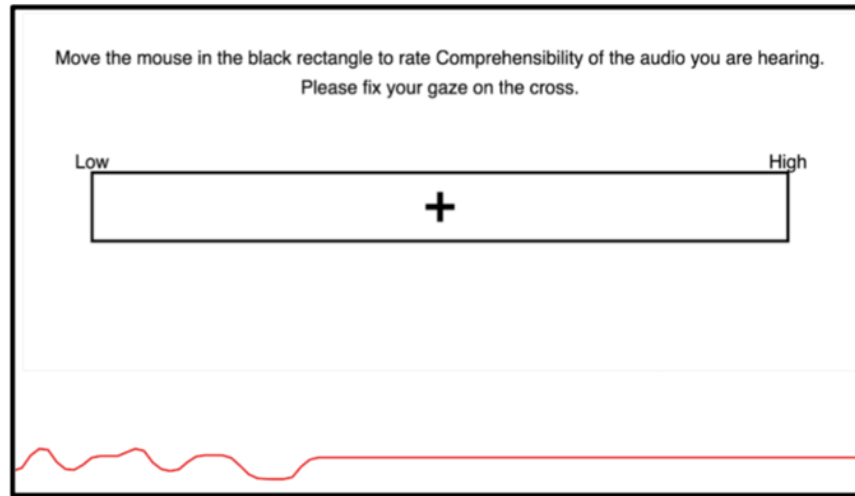 Move the mouse in the black rectangle to rate Comprehensibility of the audio you are hearing.
Please fix your gaze on the cross.
Low High